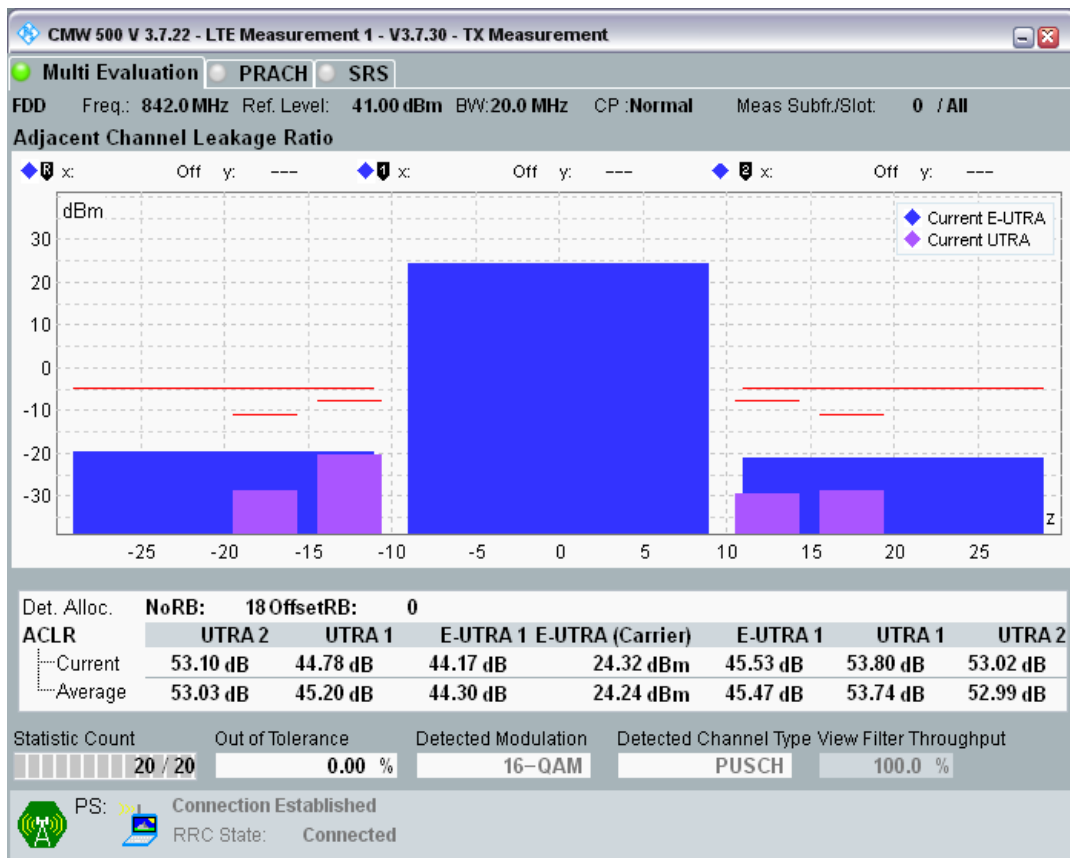 CMW 500 V 3.7.22 - LTE Measurement 1 - V3.7.30 - TX Measurement
Multi Evaluation PRACH SRS
FDD Freq.: 842.0 MHz Ref. Level: 41.00 dBm BW:20.0 MHz CP :Normal Meas Subfr./Slot: 0 / All
Adjacent Channel Leakage Ratio
R x: Off y: --- 1 x: Off y: --- 2 x: Off y: ---
dBm
Current E-UTRA
Current UTRA
30
20
10
0
-10
-20
-30
z
-25 -20 -15 -10 -5 0 5 10 15 20 25
Det. Alloc. NoRB: 18 OffsetRB: 0
ACLR UTRA 2 UTRA 1 E-UTRA 1 E-UTRA (Carrier) E-UTRA 1 UTRA 1 UTRA 2
Current 53.10 dB 44.78 dB 44.17 dB 24.32 dBm 45.53 dB 53.80 dB 53.02 dB
Average 53.03 dB 45.20 dB 44.30 dB 24.24 dBm 45.47 dB 53.74 dB 52.99 dB
Statistic Count Out of Tolerance Detected Modulation Detected Channel Type View Filter Throughput
20 / 20 0.00 % 16-QAM PUSCH 100.0 %
PS: Connection Established
RRC State: Connected